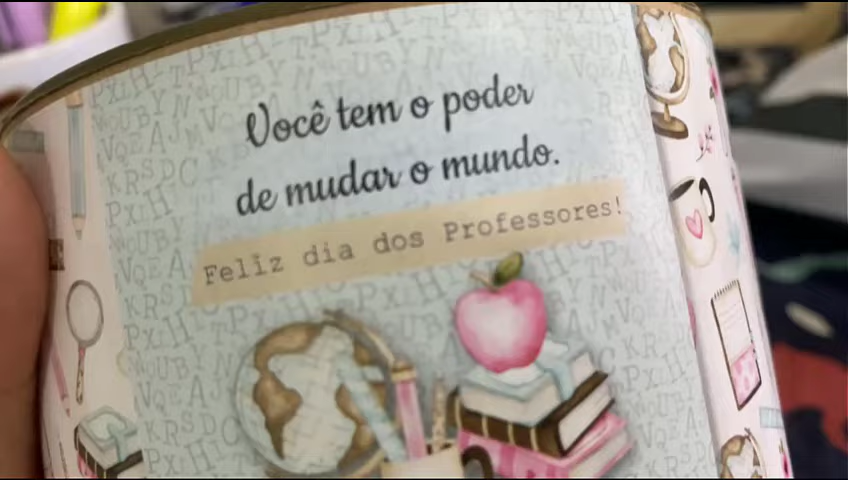 Você tem o poder
de mudar o mundo.
Feliz dia dos Professores!